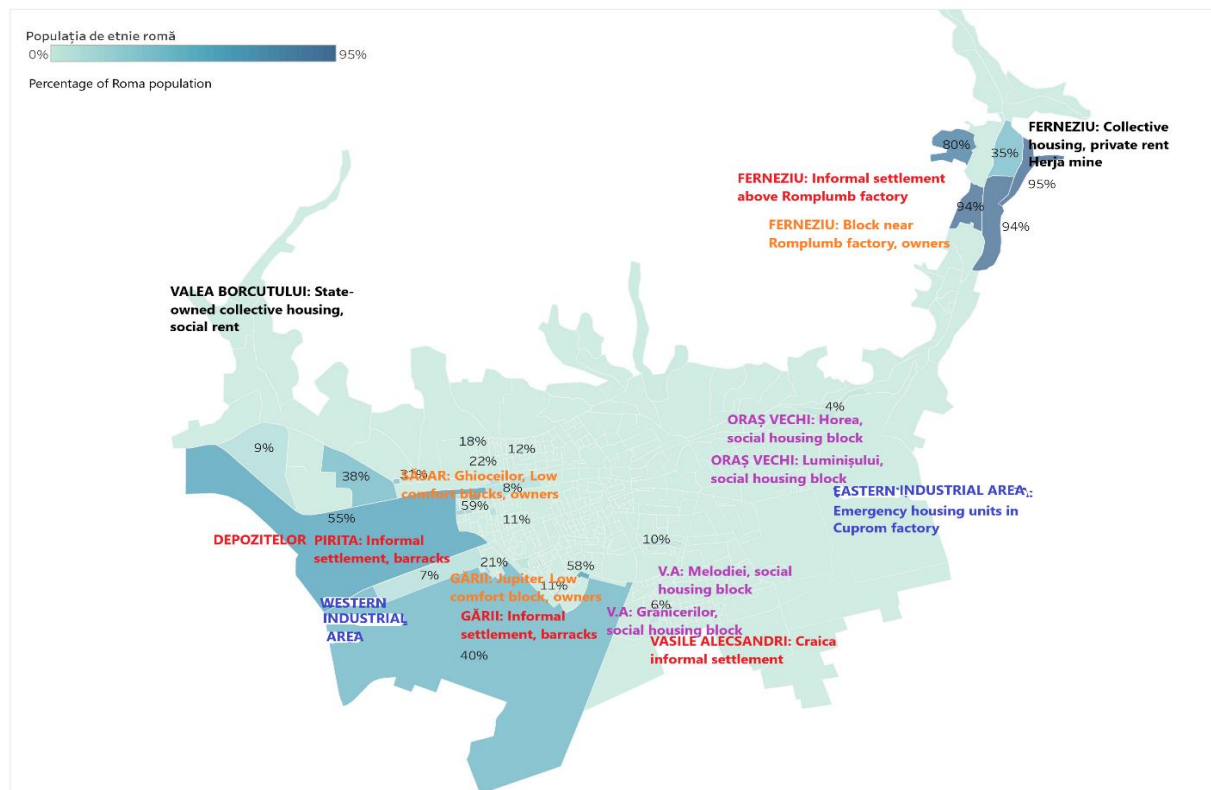 Populația de etnie romă
0% 95%
Percentage of Roma population
FERNEZIU: Collective
housing, private rent
Herja mine
80%
35%
95%
94%
94%
FERNEZIU: Informal settlement
above Romplumb factory
FERNEZIU: Block near
Romplumb factory, owners
VALEA BORCUTULUI: State-
owned collective housing,
social rent
4%
ORAȘ VECHI: Horea,
social housing block
ORAȘ VECHI: Luminișului,
social housing block
EASTERN INDUSTRIAL AREA :
Emergency housing units in
Cuprom factory
9%
18%
12%
22%
38%
31%
SĂSAR: Ghioceilor, Low
comfort blocks, owners
8%
59%
11%
55%
DEPOZITELOR PIRITA: Informal
settlement, barracks
10%
7%
21%
58%
11%
GĂRII: Jupiter, Low
comfort block, owners
V.A: Melodiei, social
housing block
WESTERN
INDUSTRIAL
AREA
GĂRII: Informal
settlement, barracks
6%
V.A: Grănicerilor,
social housing block
VASILE ALECSANDRI: Craica
informal settlement
40%